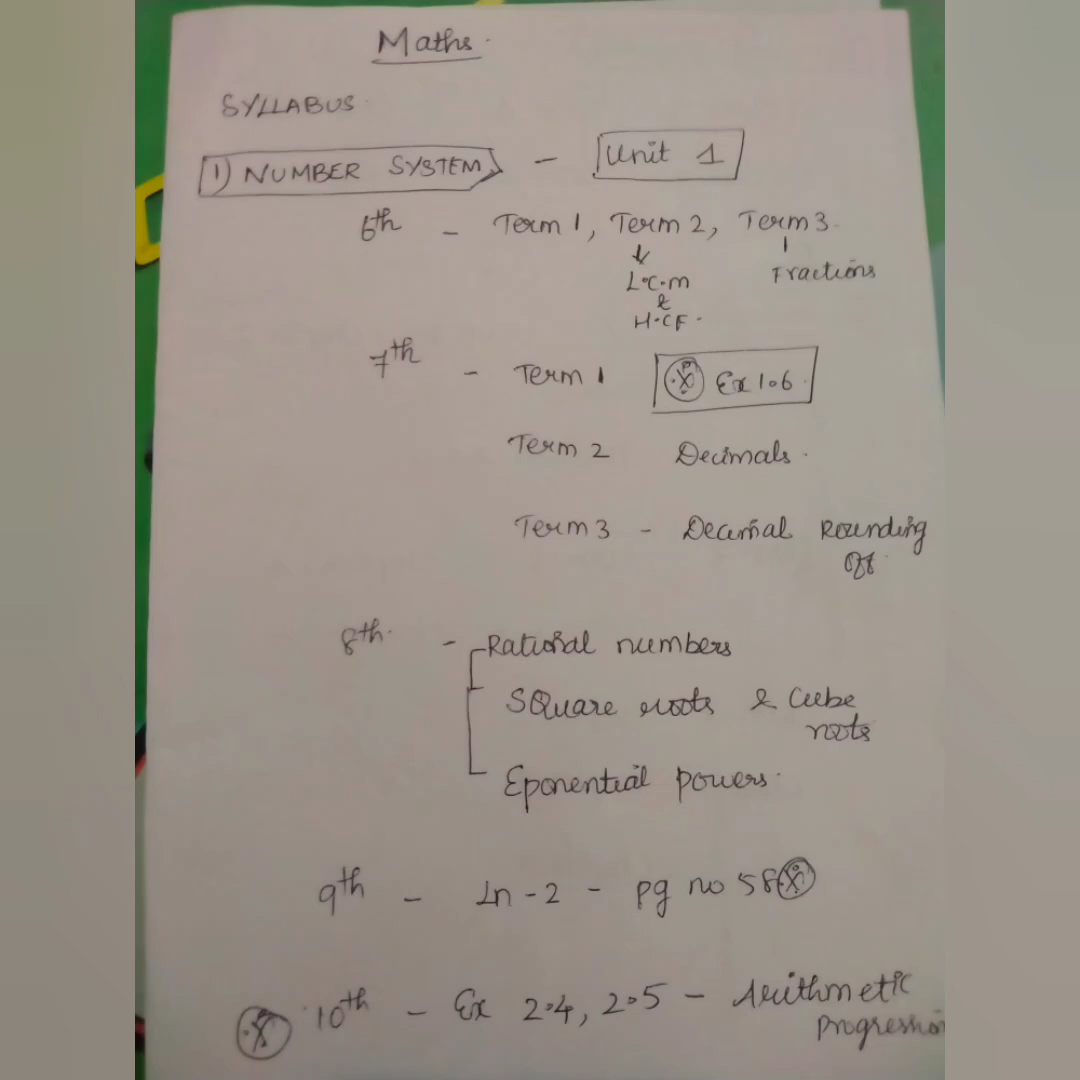 Maths.
SYLLABUS.
1) NUMBER SYSTEM - Unit 1
6th - Term 1, Term 2, Term 3.
L.C.M Fractions
&
H.CF.
7th - Term 1 Ex 1.6.
Term 2 Decimals.
Term 3 - Decimal Rounding
Off.
8th. - Rational numbers
SQuare roots & Cube
roots
Eponential powers.
9th - Ln - 2 - pg no 58
10th - Ex 2.4, 2.5 - Arithmetic
Progression